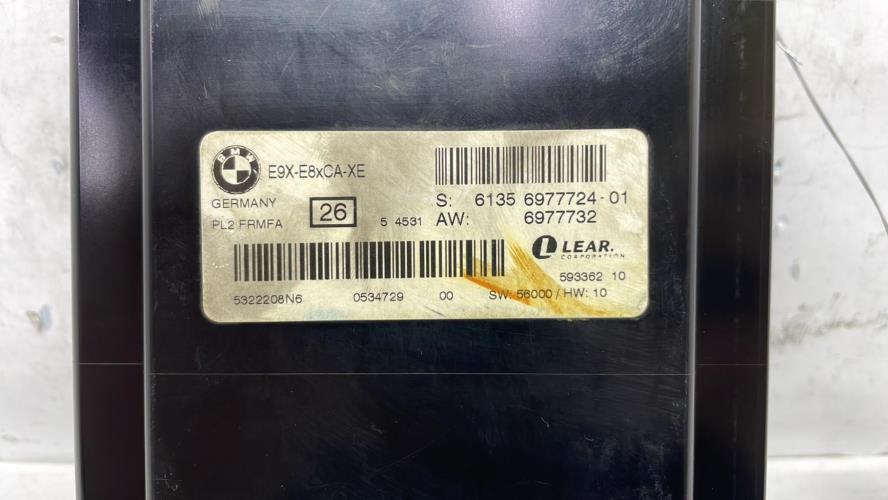 BMW
E9X-E8xCA-XE
GERMANY
PL2 FRMFA
26
5 4531
S: 6135 6977724-01
AW: 6977732
L LEAR.
CORPORATION
593362 10
5322208N6 0534729 00 SW: 56000 / HW: 10